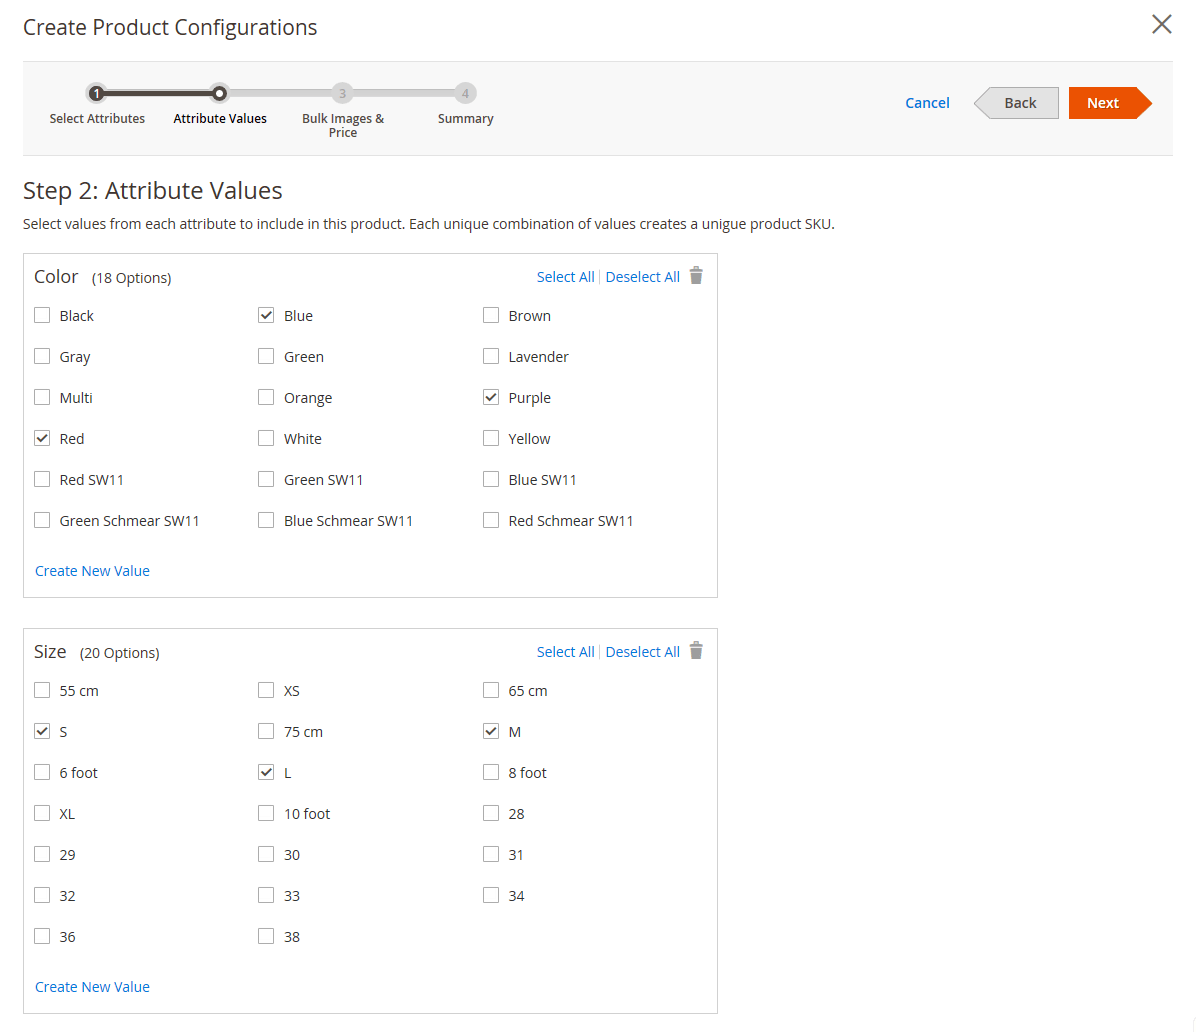 Create Product Configurations
1 3 4
Select Attributes Attribute Values Bulk Images & Price Summary
Cancel Back Next
Step 2: Attribute Values
Select values from each attribute to include in this product. Each unique combination of values creates a unigue product SKU.
Color (18 Options) Select All Deselect All
Black Blue Brown
Gray Green Lavender
Multi Orange Purple
Red White Yellow
Red SW11 Green SW11 Blue SW11
Green Schmear SW11 Blue Schmear SW11 Red Schmear SW11
Create New Value
Size (20 Options) Select All Deselect All
55 cm XS 65 cm
S 75 cm M
6 foot L 8 foot
XL 10 foot 28
29 30 31
32 33 34
36 38
Create New Value